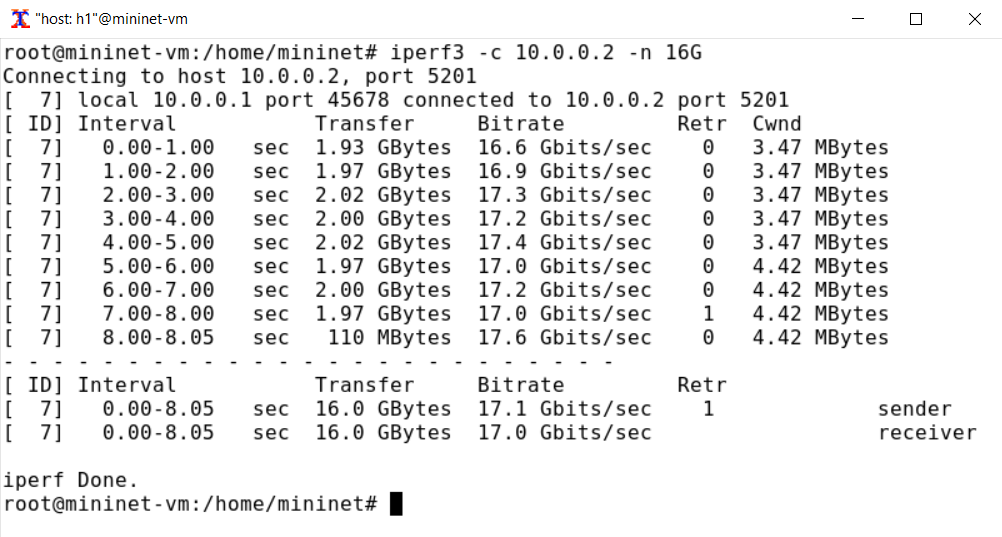 "host: h1"@mininet-vm
root@mininet-vm:/home/mininet# iperf3 -c 10.0.0.2 -n 16G
Connecting to host 10.0.0.2, port 5201
[  7] local 10.0.0.1 port 45678 connected to 10.0.0.2 port 5201
[ ID] Interval           Transfer     Bitrate         Retr  Cwnd
[  7]   0.00-1.00   sec  1.93 GBytes  16.6 Gbits/sec    0   3.47 MBytes
[  7]   1.00-2.00   sec  1.97 GBytes  16.9 Gbits/sec    0   3.47 MBytes
[  7]   2.00-3.00   sec  2.02 GBytes  17.3 Gbits/sec    0   3.47 MBytes
[  7]   3.00-4.00   sec  2.00 GBytes  17.2 Gbits/sec    0   3.47 MBytes
[  7]   4.00-5.00   sec  2.02 GBytes  17.4 Gbits/sec    0   3.47 MBytes
[  7]   5.00-6.00   sec  1.97 GBytes  17.0 Gbits/sec    0   4.42 MBytes
[  7]   6.00-7.00   sec  2.00 GBytes  17.2 Gbits/sec    0   4.42 MBytes
[  7]   7.00-8.00   sec  1.97 GBytes  17.0 Gbits/sec    1   4.42 MBytes
[  7]   8.00-8.05   sec   110 MBytes  17.6 Gbits/sec    0   4.42 MBytes
- - - - - - - - - - - - - - - - - - - - - - - - -
[ ID] Interval           Transfer     Bitrate         Retr
[  7]   0.00-8.05   sec  16.0 GBytes  17.1 Gbits/sec    1             sender
[  7]   0.00-8.05   sec  16.0 GBytes  17.0 Gbits/sec                  receiver
iperf Done.
root@mininet-vm:/home/mininet#